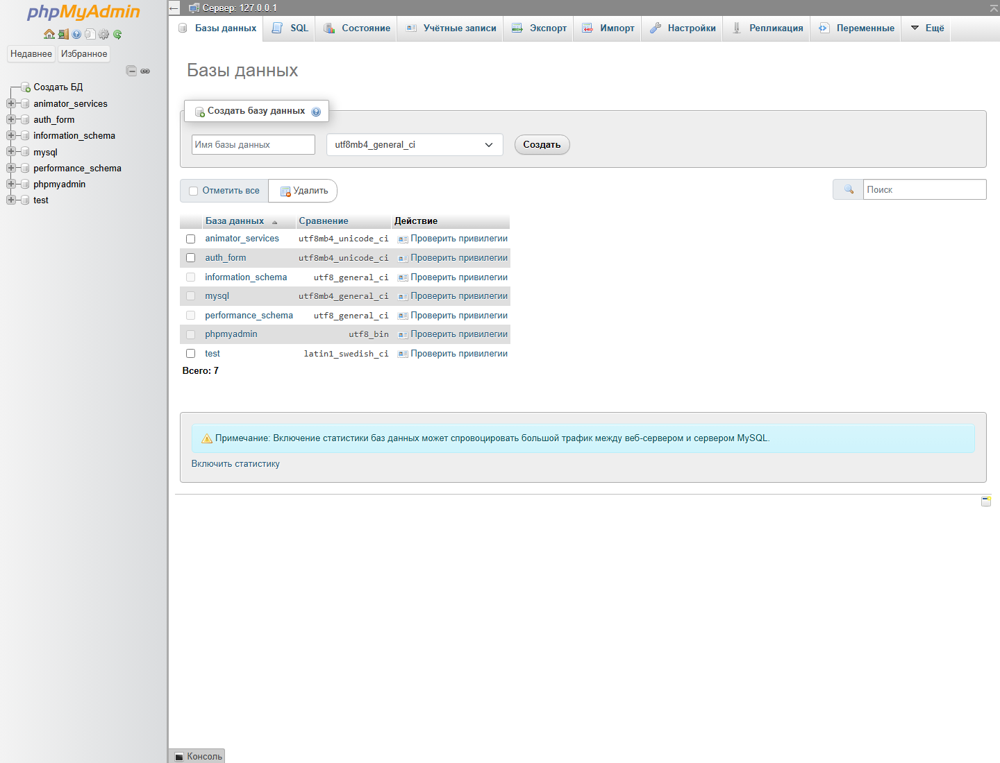 phpMyAdmin
Недавнее Избранное
Создать БД
animator_services
auth_form
information_schema
mysql
performance_schema
phpmyadmin
test
Сервер: 127.0.0.1
Базы данных SQL Состояние Учётные записи Экспорт Импорт Настройки Репликация Переменные Ещё
Базы данных
Создать базу данных
Имя базы данных utf8mb4_general_ci Создать
Отметить все Удалить Поиск
База данных Сравнение Действие
animator_services utf8mb4_unicode_ci Проверить привилегии
auth_form utf8mb4_unicode_ci Проверить привилегии
information_schema utf8_general_ci Проверить привилегии
mysql utf8mb4_general_ci Проверить привилегии
performance_schema utf8_general_ci Проверить привилегии
phpmyadmin utf8_bin Проверить привилегии
test latin1_swedish_ci Проверить привилегии
Всего: 7
Примечание: Включение статистики баз данных может спровоцировать большой трафик между веб-сервером и сервером MySQL.
Включить статистику
Консоль